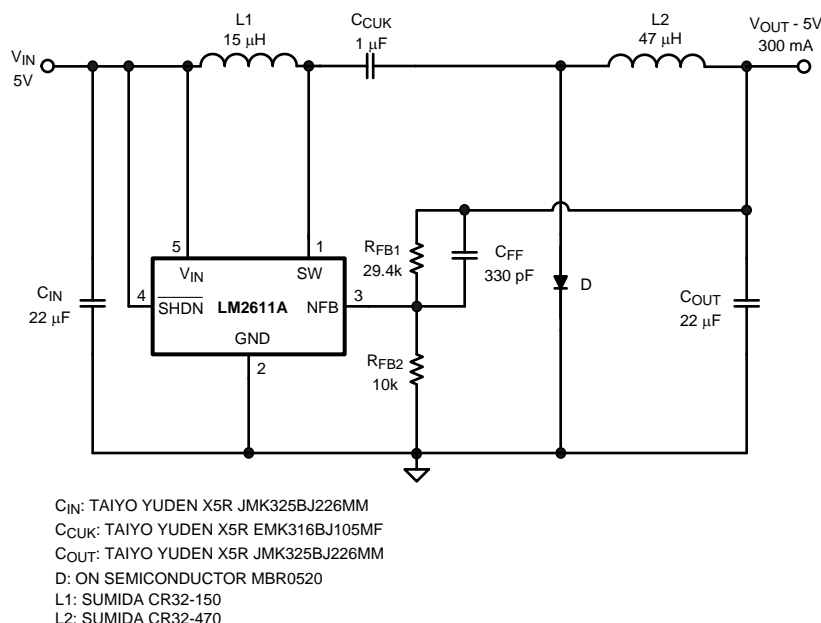 L1
15 μH
CCUK
1 μF
L2
47 μH
VOUT - 5V
300 mA
VIN
5V
5
1
VIN
SW
RFB1
29.4k
CFF
330 pF
D
CIN
22 μF
4
SHDN
LM2611A
NFB
3
COUT
22 μF
GND
2
RFB2
10k
CIN: TAIYO YUDEN X5R JMK325BJ226MM
CCUK: TAIYO YUDEN X5R EMK316BJ105MF
COUT: TAIYO YUDEN X5R JMK325BJ226MM
D: ON SEMICONDUCTOR MBR0520
L1: SUMIDA CR32-150
L2: SUMIDA CR32-470